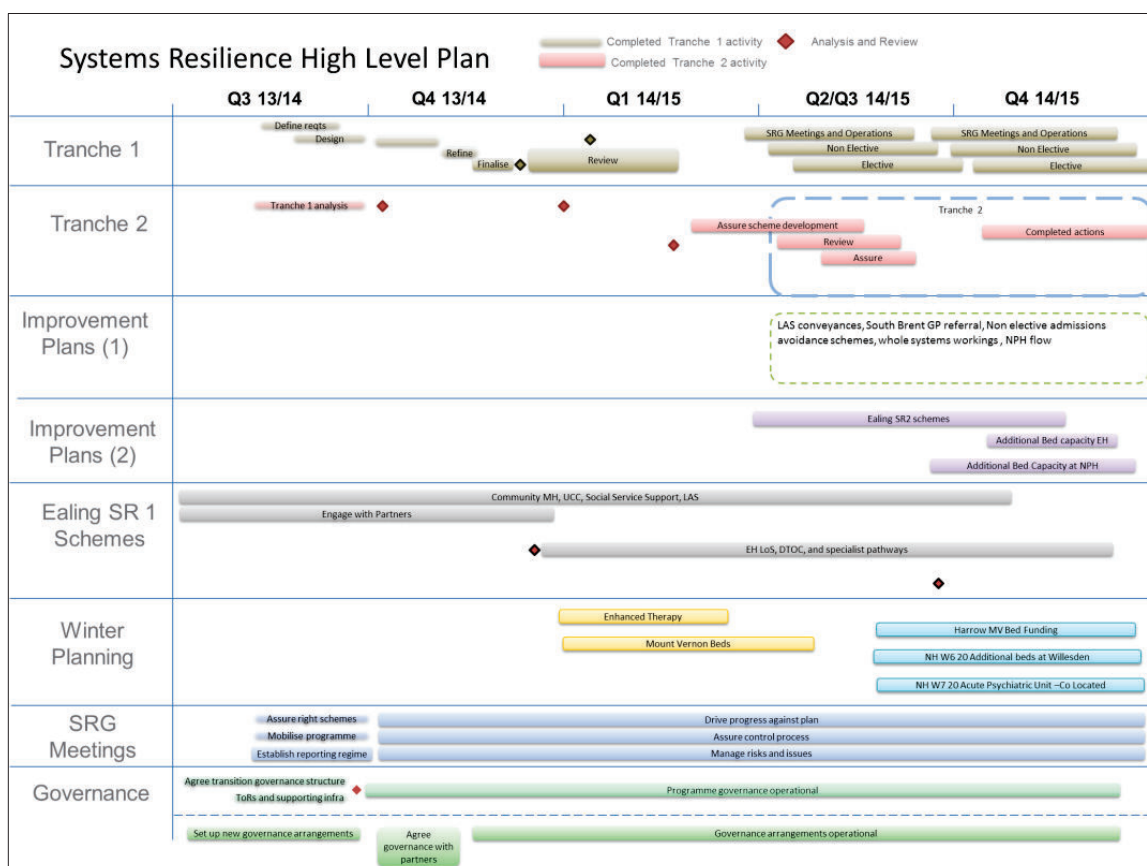 Systems Resilience High Level Plan
Completed Tranche 1 activity
Analysis and Review
Completed Tranche 2 activity
Q3 13/14
Q4 13/14
Q1 14/15
Q2/Q3 14/15
Q4 14/15
Tranche 1
Define reqts
Design
Refine
Finalise
Review
SRG Meetings and Operations
Non Elective
Elective
SRG Meetings and Operations
Non Elective
Elective
Tranche 2
Tranche 1 analysis
Assure scheme development
Review
Assure
Tranche 2
Completed actions
Improvement
Plans (1)
LAS conveyances, South Brent GP referral, Non elective admissions
avoidance schemes, whole systems workings , NPH flow
Improvement
Plans (2)
Ealing SR2 schemes
Additional Bed capacity EH
Additional Bed Capacity at NPH
Ealing SR 1
Schemes
Community MH, UCC, Social Service Support, LAS
Engage with Partners
EH LoS, DTOC, and specialist pathways
Winter
Planning
Enhanced Therapy
Mount Vernon Beds
Harrow MV Bed Funding
NH W6 20 Additional beds at Willesden
NH W7 20 Acute Psychiatric Unit –Co Located
SRG
Meetings
Assure right schemes
Mobilise programme
Establish reporting regime
Drive progress against plan
Assure control process
Manage risks and issues
Governance
Agree transition governance structure
ToRs and supporting infra
Programme governance operational
Set up new governance arrangements
Agree
governance with
partners
Governance arrangements operational